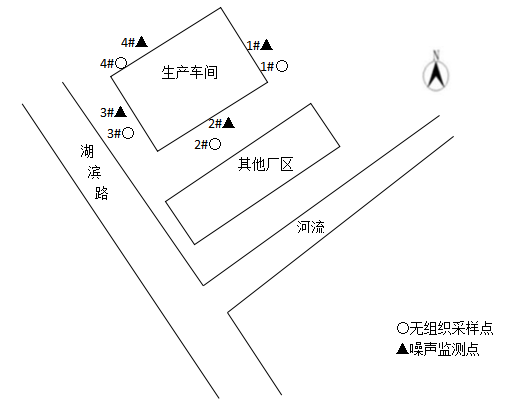 4#▲
1#▲
4#○
1#○
生产车间
N
3#▲
3#○
2#▲
2#○
湖
滨
路
其他厂区
河流
○无组织采样点
▲噪声监测点